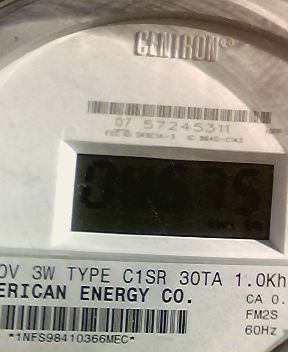 CENTRON®
07 57245311
0V 3W TYPE C1SR 30TA 1.0Kh
ERICAN ENERGY CO.
CA 0.
FM2S
60Hz
*1NFS98410366MEC*